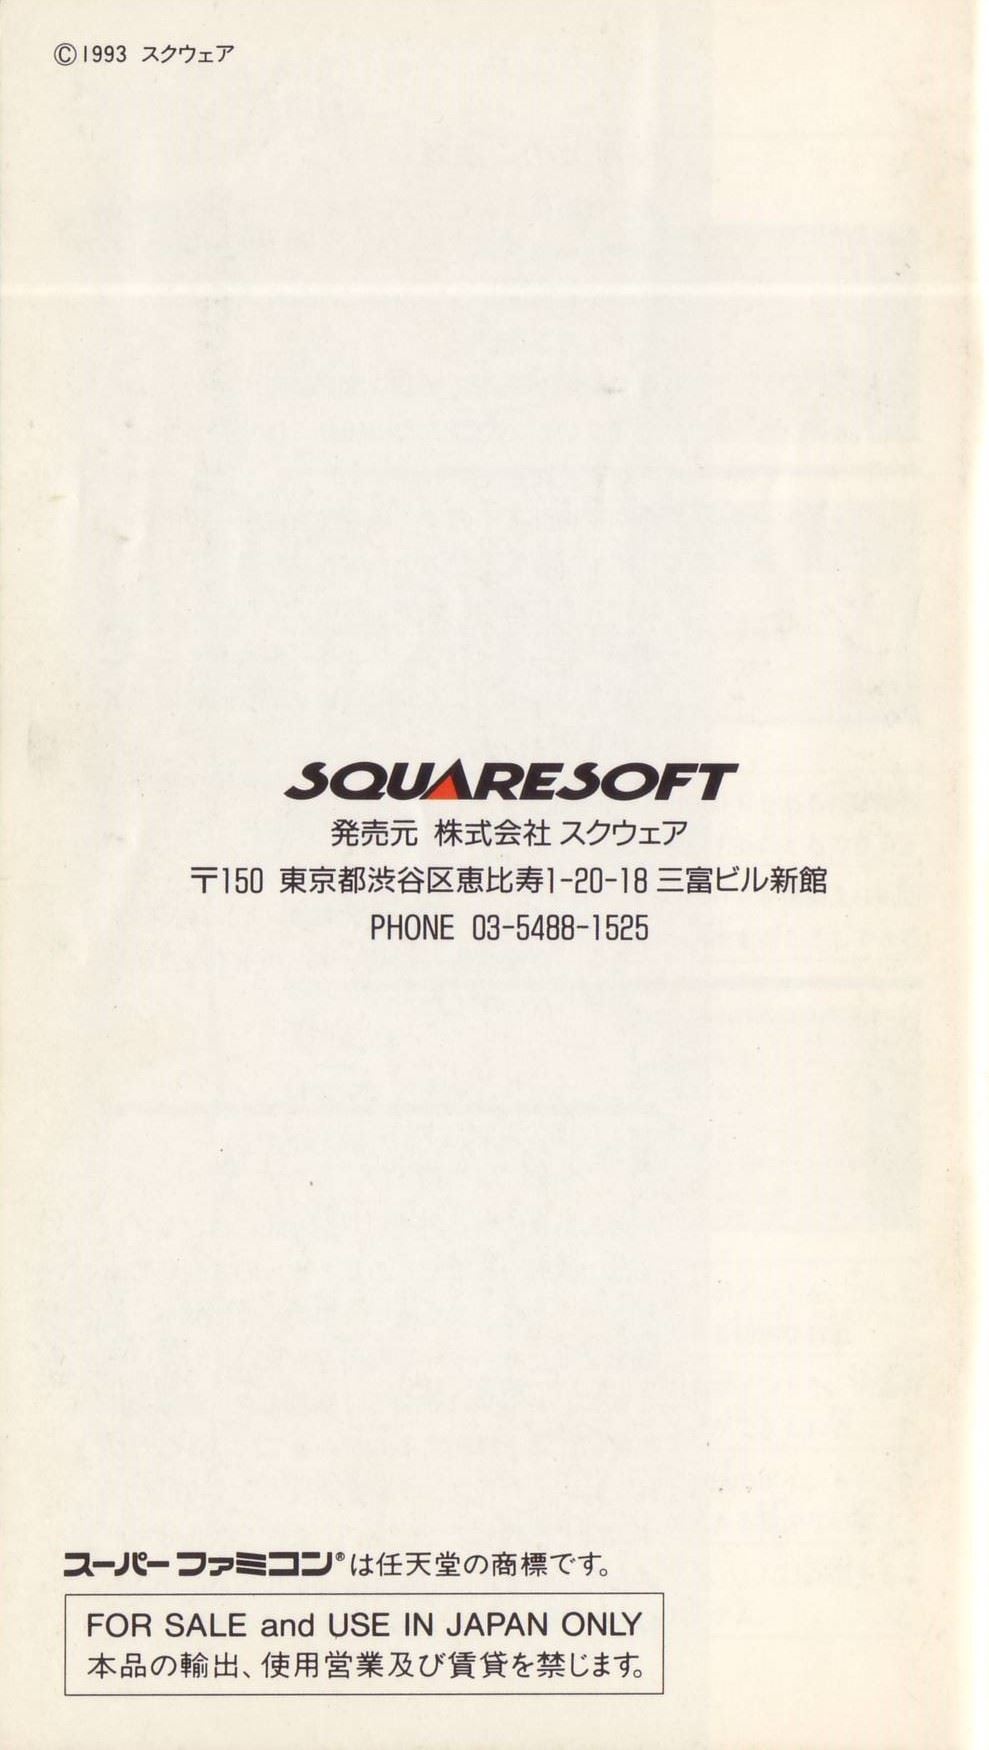 ©1993 スクウェア
SQUARESOFT
発売元 株式会社 スクウェア
〒150 東京都渋谷区恵比寿1-20-18 三富ビル新館
PHONE 03-5488-1525
スーパーファミコン®は任天堂の商標です。
FOR SALE and USE IN JAPAN ONLY
本品の輸出、使用営業及び賃貸を禁じます。